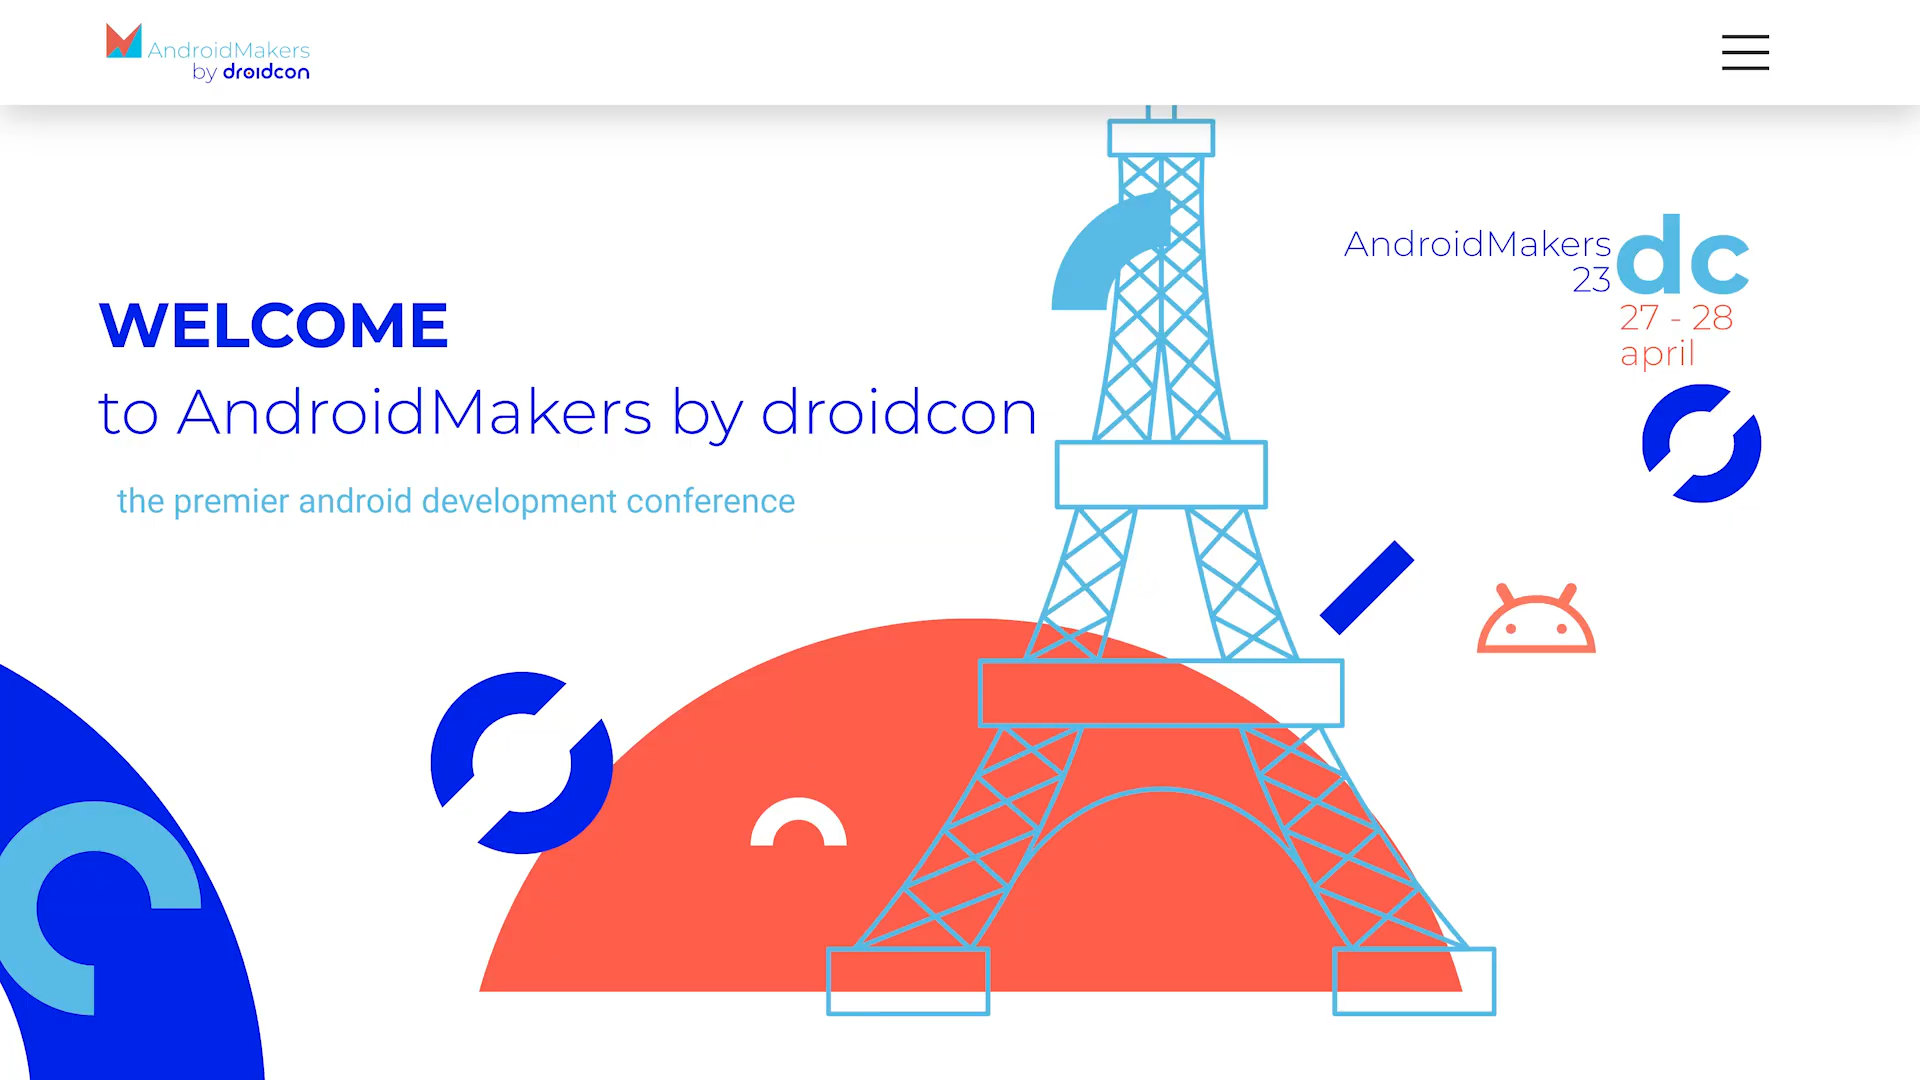 AndroidMakers
by droidcon
AndroidMakers
23
dc
27 - 28
april
WELCOME
to AndroidMakers by droidcon
the premier android development conference